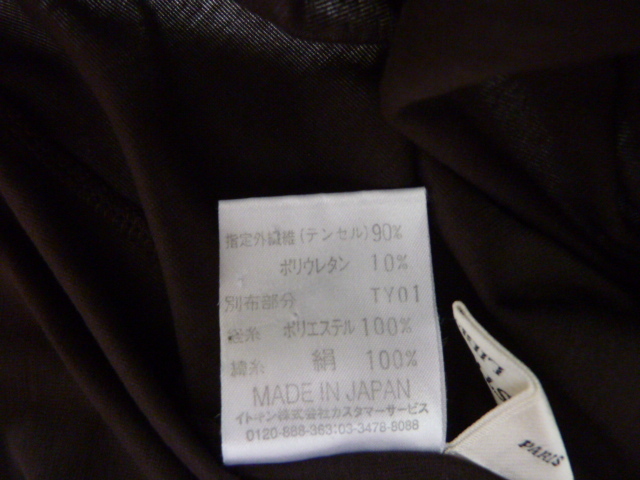 指定外繊維(テンセル)90%
ポリウレタン 10%
別布部分 TY01
経糸 ポリエステル100%
緯糸 絹 100%
MADE IN JAPAN
イトキン株式会社カスタマーサービス
0120-888-363:03-3478-8088
PARIS